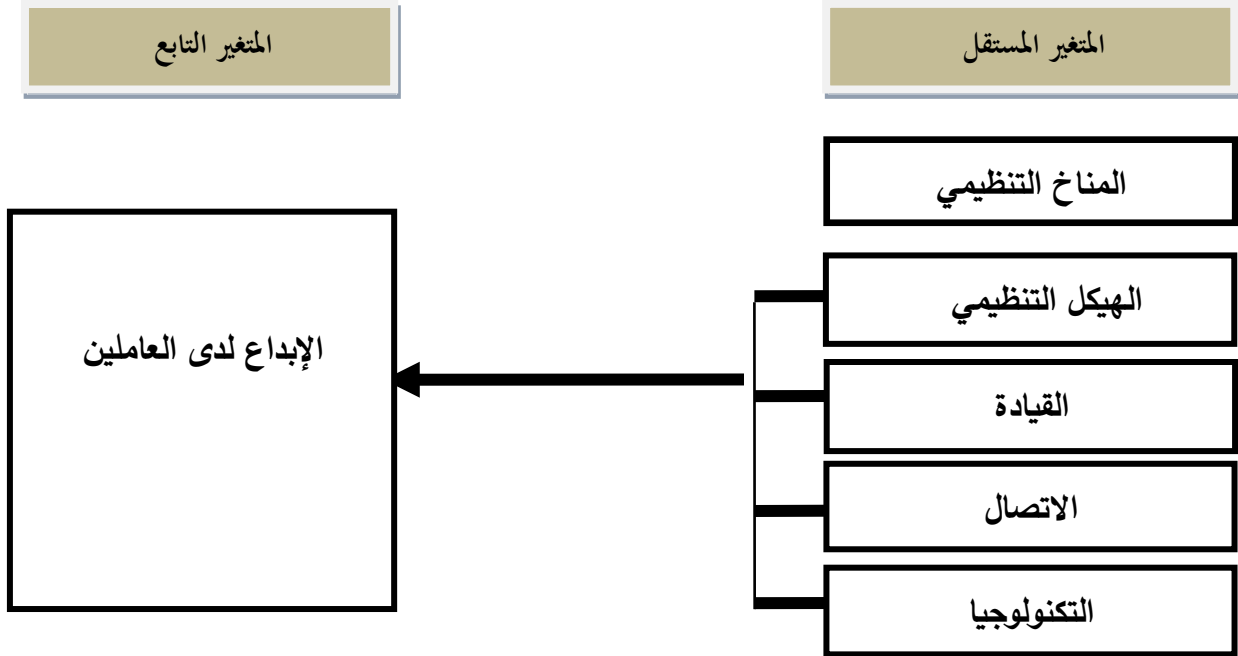 المتغير المستقل
المتغير التابع
المناخ التنظيمي
الهيكل التنظيمي
القيادة
الاتصال
التكنولوجيا
الإبداع لدى العاملين